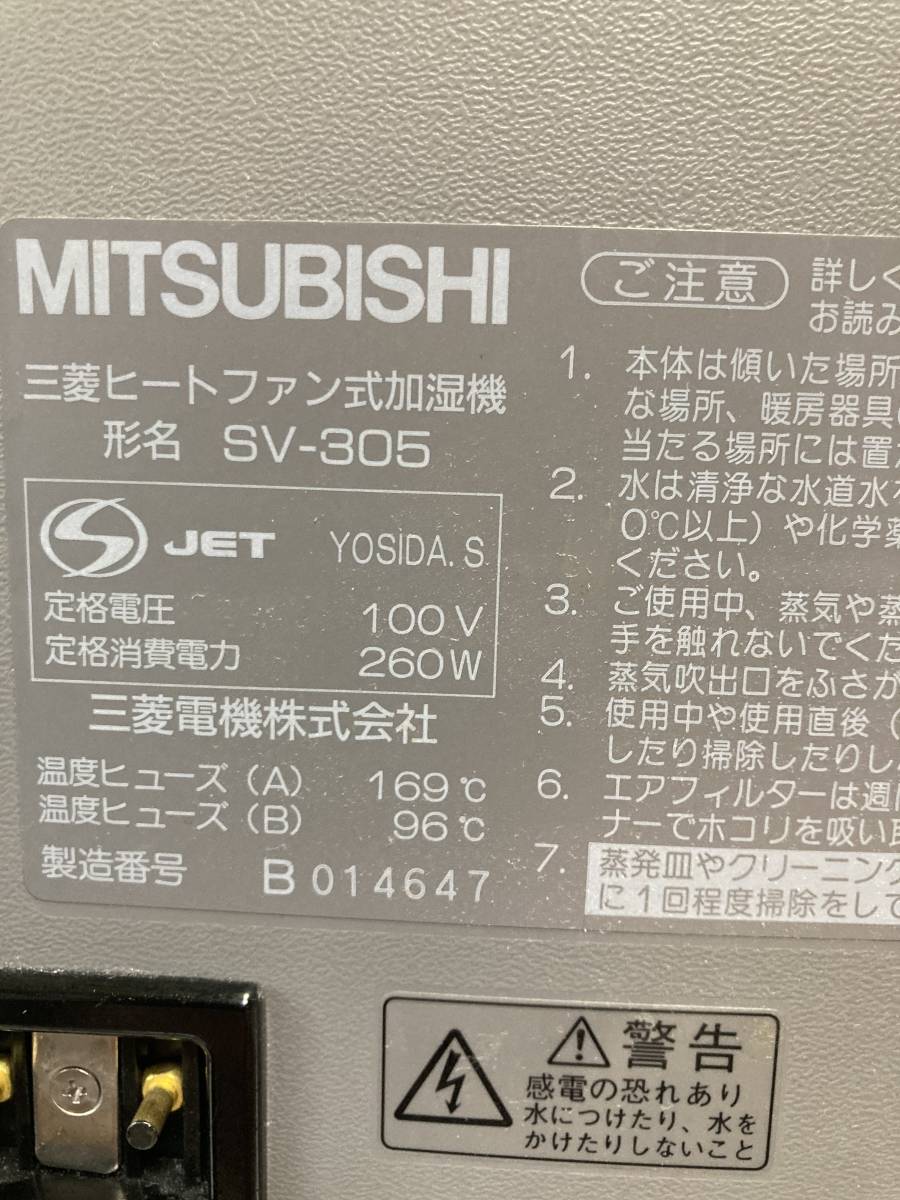 MITSUBISHI
三菱ヒートファン式加湿機
形名 SV-305
S JET YOSIDA.S
定格電圧 100V
定格消費電力 260W
三菱電機株式会社
温度ヒューズ(A) 169℃
温度ヒューズ(B) 96℃
製造番号 B014647
ご注意
詳しく
お読み
1. 本体は傾いた場所
な場所、暖房器具
当たる場所には置
2. 水は清浄な水道水
0℃以上)や化学薬
ください。
3. ご使用中、蒸気や蒸
手を触れないでくだ
4. 蒸気吹出口をふさが
5. 使用中や使用直後(
したり掃除したりし
6. エアフィルターは週
ナーでホコリを吸い取
7. 蒸発皿やクリーニング
に1回程度掃除をして
警告
感電の恐れあり
水につけたり、水を
かけたりしないこと